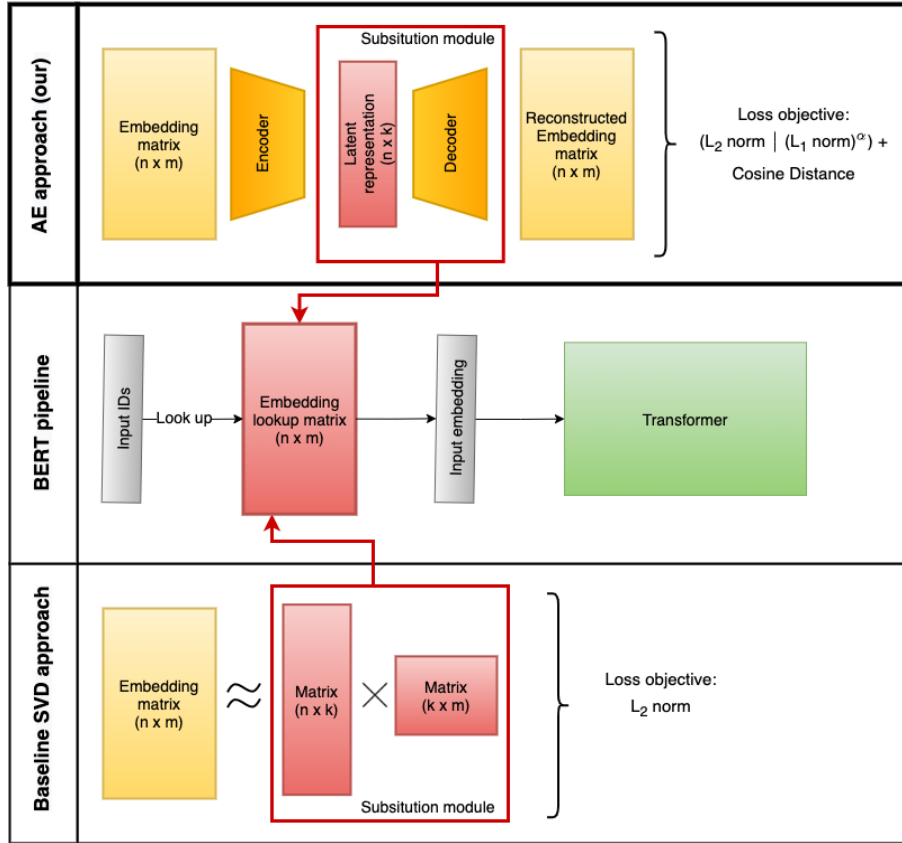 AE approach (our)
Embedding
matrix
(n x m)
Encoder
Subsitution module
Latent
representation
(n x k)
Decoder
Reconstructed
Embedding
matrix
(n x m)
Loss objective:
(L₂ norm | (L₁ norm)^α) +
Cosine Distance
BERT pipeline
Input IDs
Look up
Embedding
lookup matrix
(n x m)
Input embedding
Transformer
Baseline SVD approach
Embedding
matrix
(n x m)
≈
Matrix
(n x k)
×
Matrix
(k x m)
Subsitution module
Loss objective:
L₂ norm